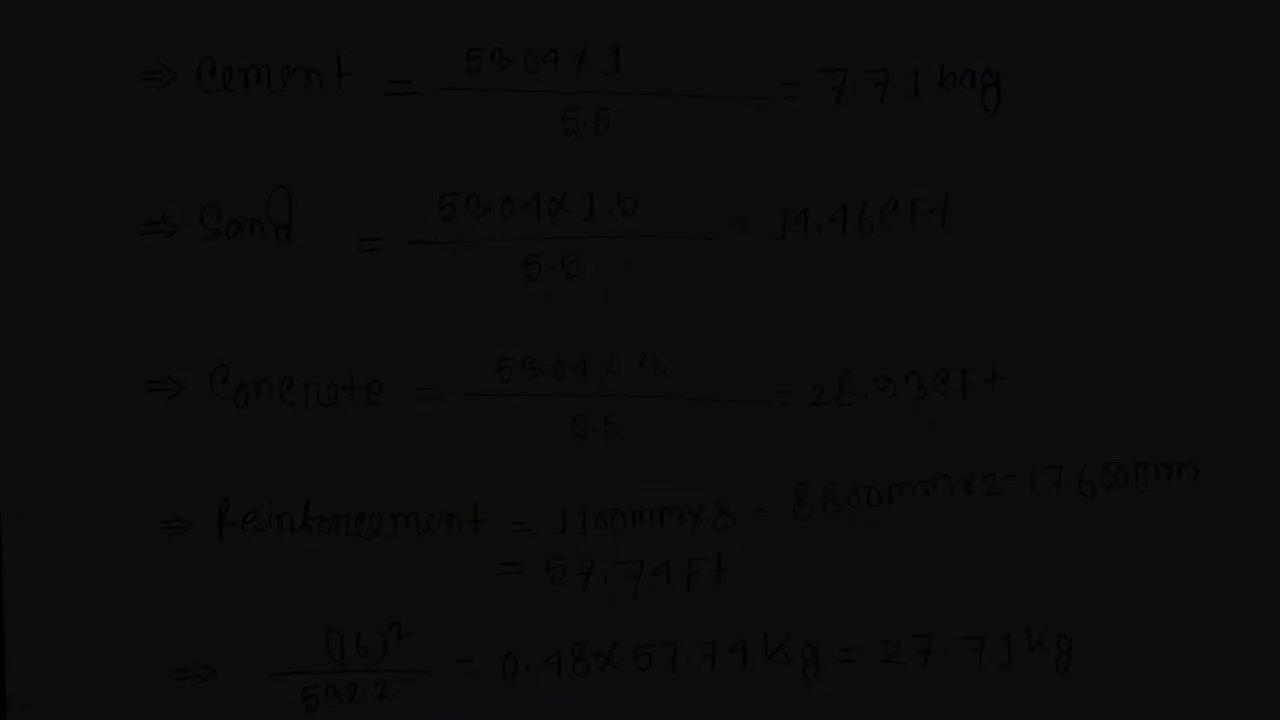 ⇒ Cement = 53.04 × 1 / 5.5 = 7.71 bag
⇒ Sand = 53.04 × 1.5 / 5.5 = 14.46 CFt
⇒ Concrete = 53.04 × 3 / 5.5 = 28.93 CFt
⇒ Reinforcement = 1100mm × 8 = 8800mm × 2 = 17600mm
= 57.74 Ft
⇒ (16)² / 532.2 = 0.48 × 57.74 Kg = 27.71 Kg